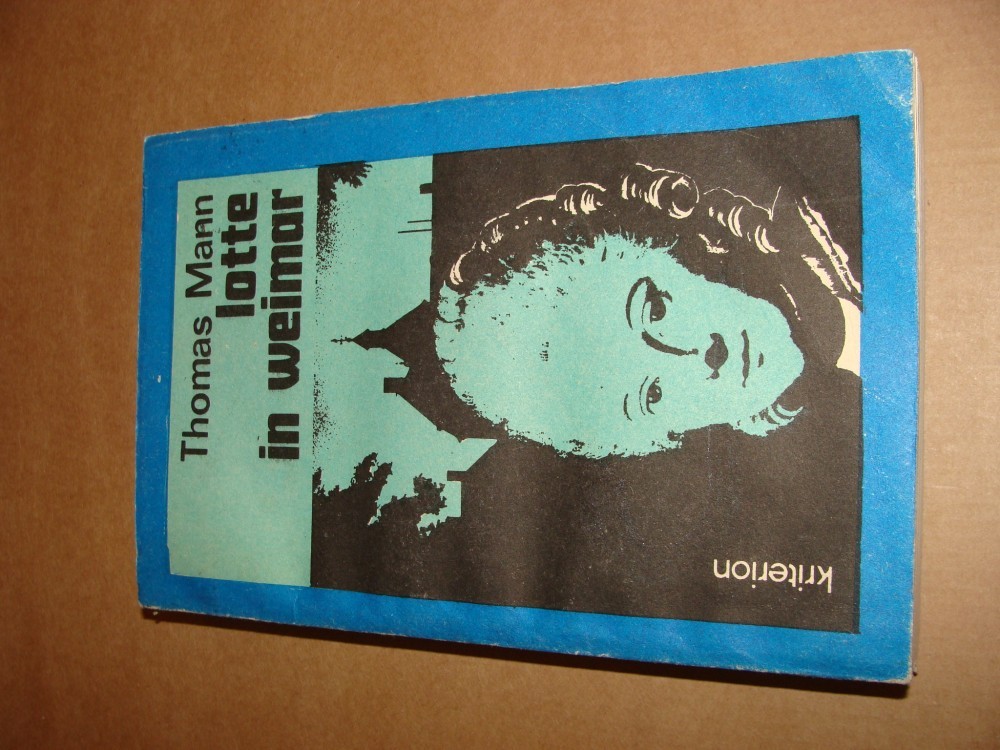 Thomas Mann
lotte
in weimar
kriterion